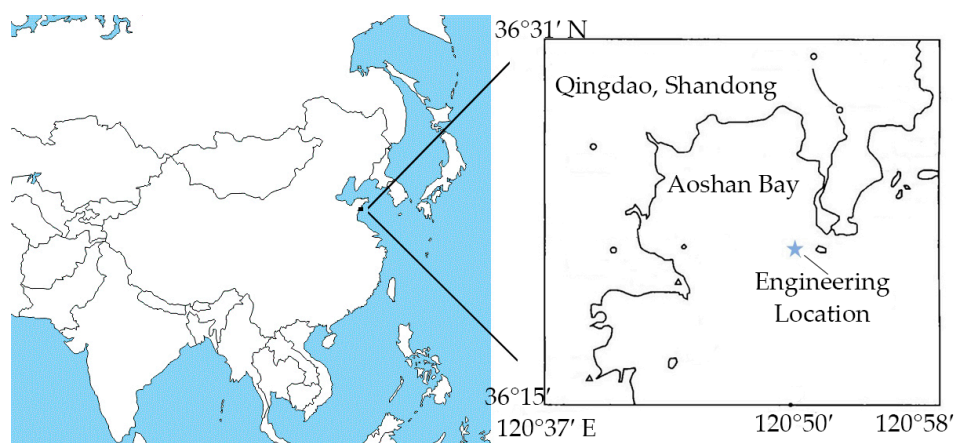 36°31′ N
Qingdao, Shandong
Aoshan Bay
Engineering
Location
36°15′
120°37′ E
120°50′
120°58′